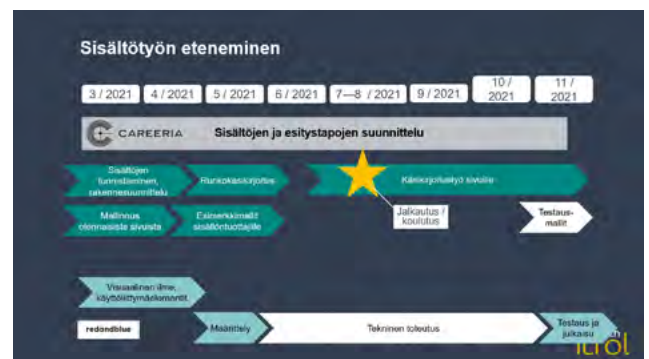 Sisältötyön eteneminen
3 / 2021
4 / 2021
5 / 2021
6 / 2021
7—8 / 2021
9 / 2021
10 /
2021
11 /
2021
CAREERIA
Sisältöjen ja esitystapojen suunnittelu
Sisältöjen
tunnistaminen,
rakennesuunnittelu
Runkokäsikirjoitus
Käsikirjoitustyö sivuille
Mallinnus
olennaisista sivuista
Esimerkkimallit
sisällöntuottajille
Jalkautus /
koulutus
Testaus-
mallit
Visuaalinen ilme,
käyttöliittymäelementit
redandblue
Määrittely
Tekninen toteutus
Testaus ja
julkaisu